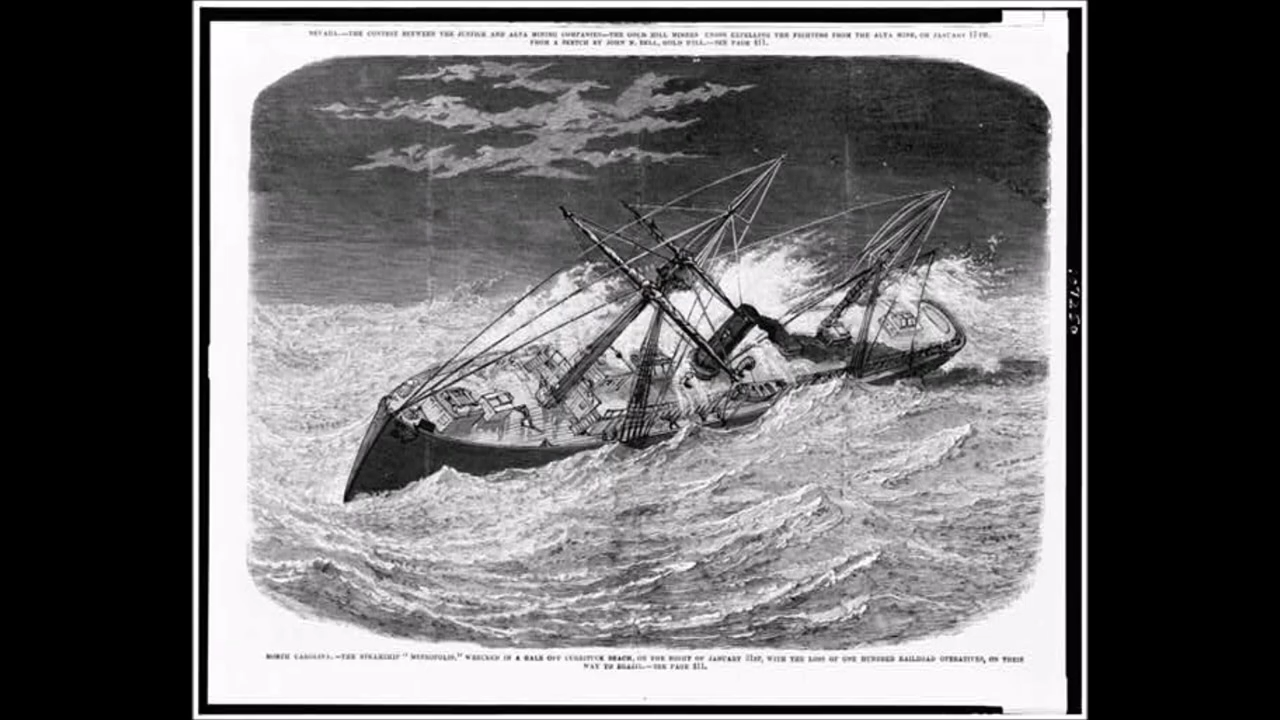 NEVADA.—THE CONTEST BETWEEN THE JUSTICE AND ALTA MINING COMPANIES—THE GOLD HILL MINERS' UNION EXPELLING THE FIGHTERS FROM THE ALTA MINE, ON JANUARY 17TH.
FROM A SKETCH BY JOHN P. BELL, GOLD HILL.—SEE PAGE 411.
NORTH CAROLINA.—THE STEAMSHIP "METROPOLIS," WRECKED IN A GALE OFF CURRITUCK BEACH, ON THE NIGHT OF JANUARY 31ST, WITH THE LOSS OF ONE HUNDRED RAILROAD OPERATIVES, ON THEIR
WAY TO BRAZIL.—SEE PAGE 411.